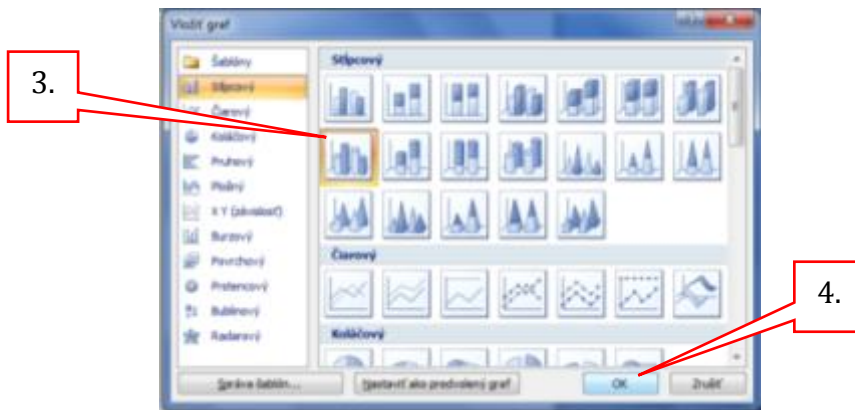 Vložiť graf
3.
Šablóny
Stĺpcový
Čiarový
Koláčový
Pruhový
Plošný
X Y (závislosť)
Burzový
Povrchový
Prstencový
Bublinový
Radarový
Stĺpcový
Čiarový
Koláčový
4.
Správa šablón...
Nastaviť ako predvolený graf
OK
Zrušiť